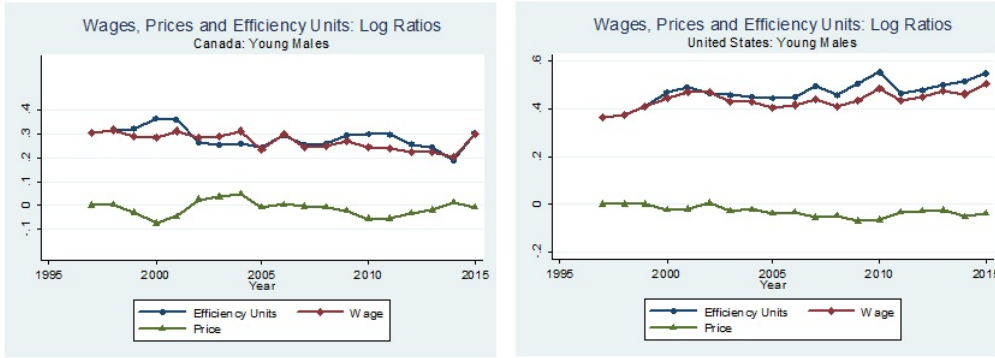 Wages, Prices and Efficiency Units: Log Ratios
Canada: Young Males
.4
.3
.2
.1
0
-.1
1995 2000 2005 2010 2015
Year
Efficiency Units Wage
Price
Wages, Prices and Efficiency Units: Log Ratios
United States: Young Males
.6
.4
.2
0
-.2
1995 2000 2005 2010 2015
Year
Efficiency Units Wage
Price